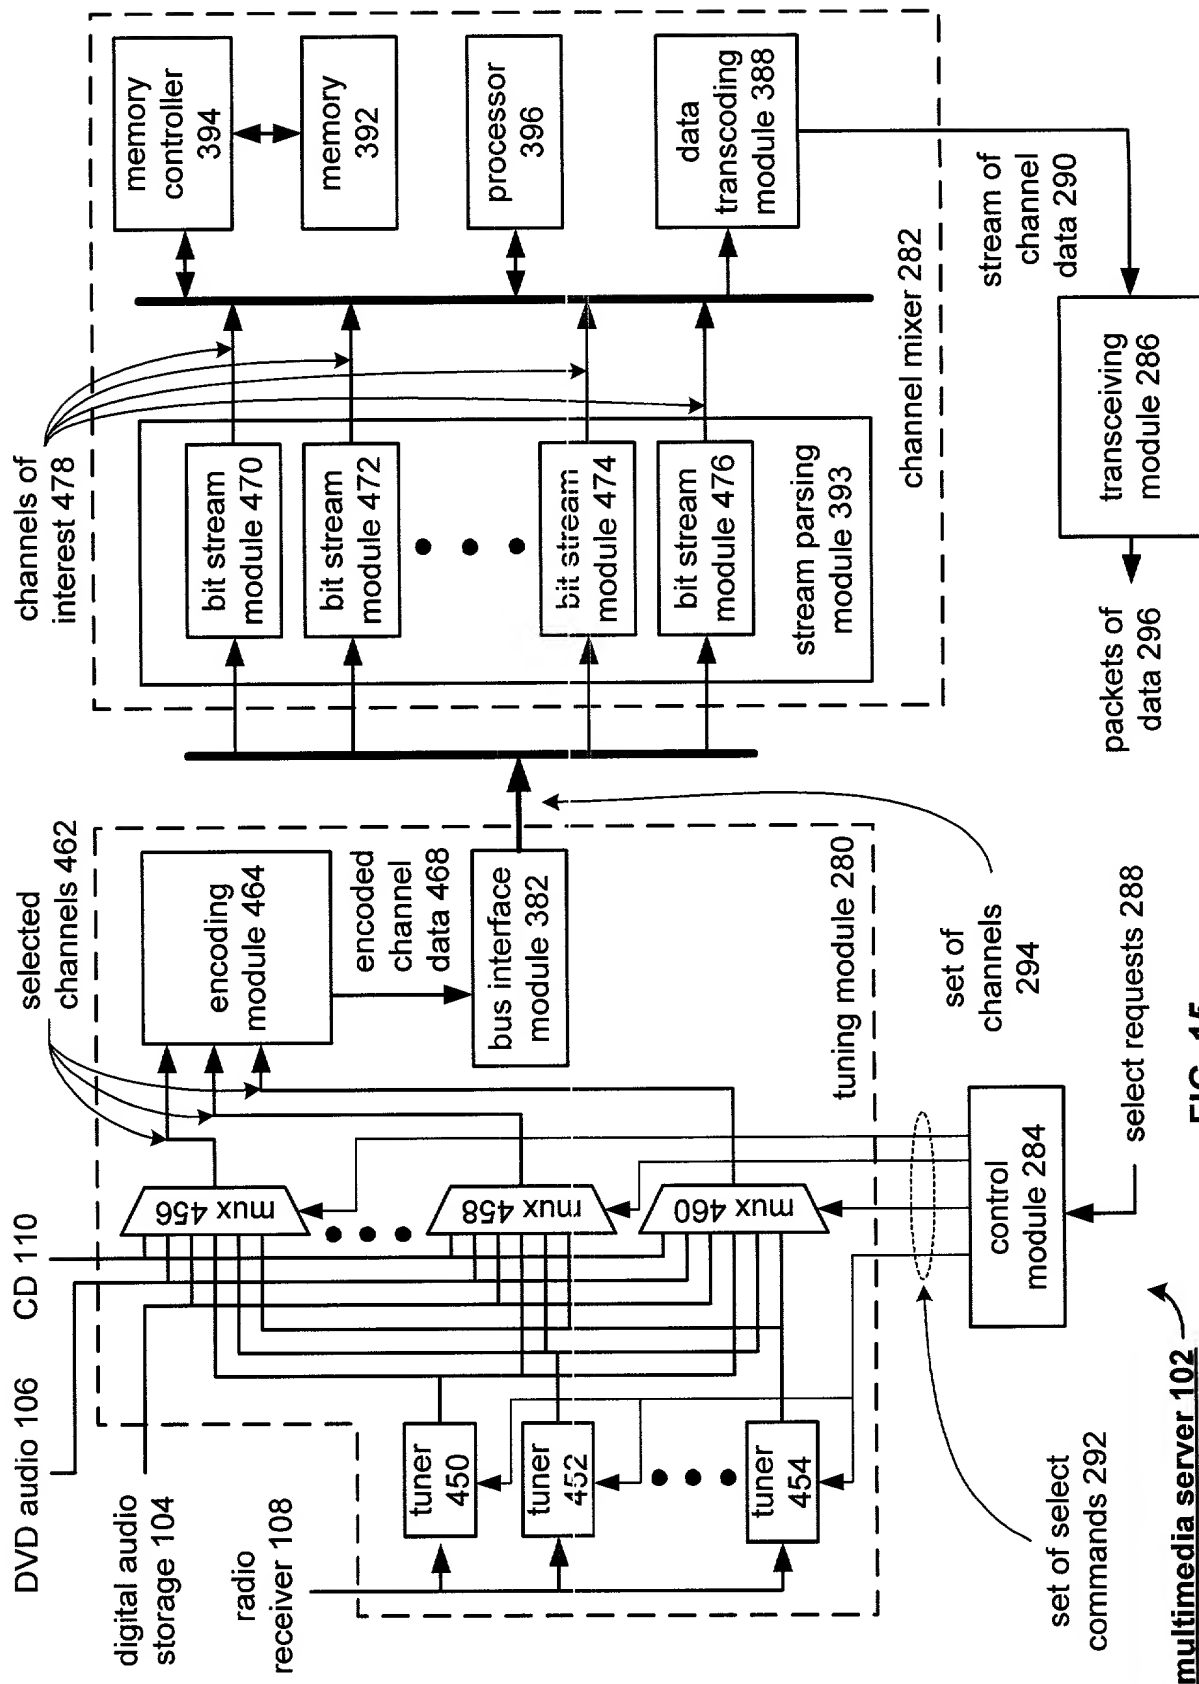 DVD audio 106
CD 110
digital audio
storage 104
radio
receiver 108
tuner
450
tuner
452
tuner
454
mux 456
mux 458
mux 460
selected
channels 462
encoding
module 464
encoded
channel
data 468
bus interface
module 382
tuning module 280
set of
channels
294
control
module 284
select requests 288
set of select
commands 292
channels of
interest 478
bit stream
module 470
bit stream
module 472
bit stream
module 474
bit stream
module 476
stream parsing
module 393
memory
controller
394
memory
392
processor
396
data
transcoding
module 388
channel mixer 282
stream of
channel
data 290
transceiving
module 286
packets of
data 296
multimedia server 102
FIG. 15